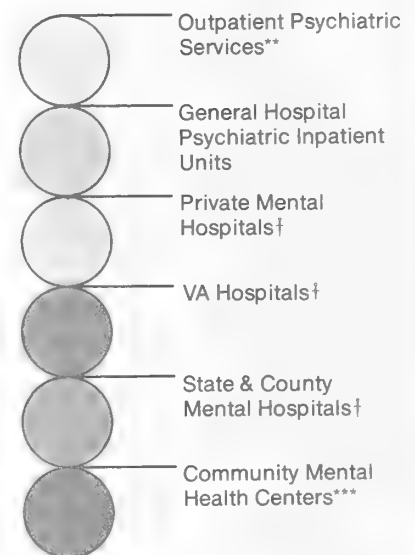 Outpatient Psychiatric
Services**
General Hospital
Psychiatric Inpatient
Units
Private Mental
Hospitals†
VA Hospitals†
State & County
Mental Hospitals†
Community Mental
Health Centers***